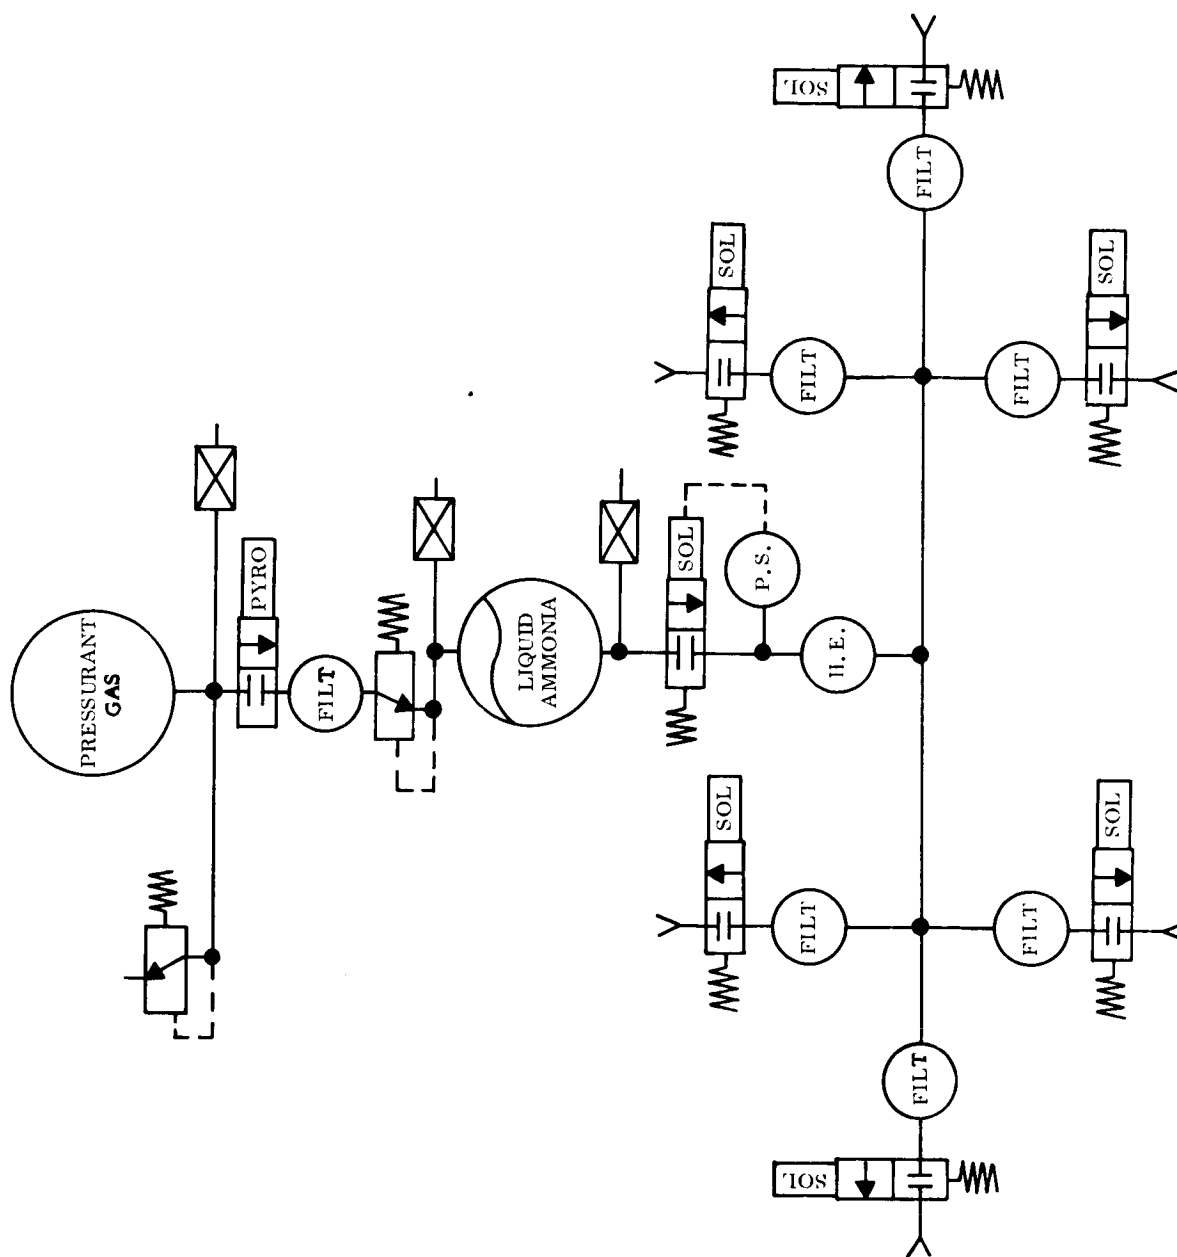 PRESSURANT
GAS
PYRO
FILT
LIQUID
AMMONIA
SOL
P.S.
H.E.
SOL
FILT
SOL
FILT
SOL
FILT
SOL
FILT
SOL
FILT
SOL
FILT